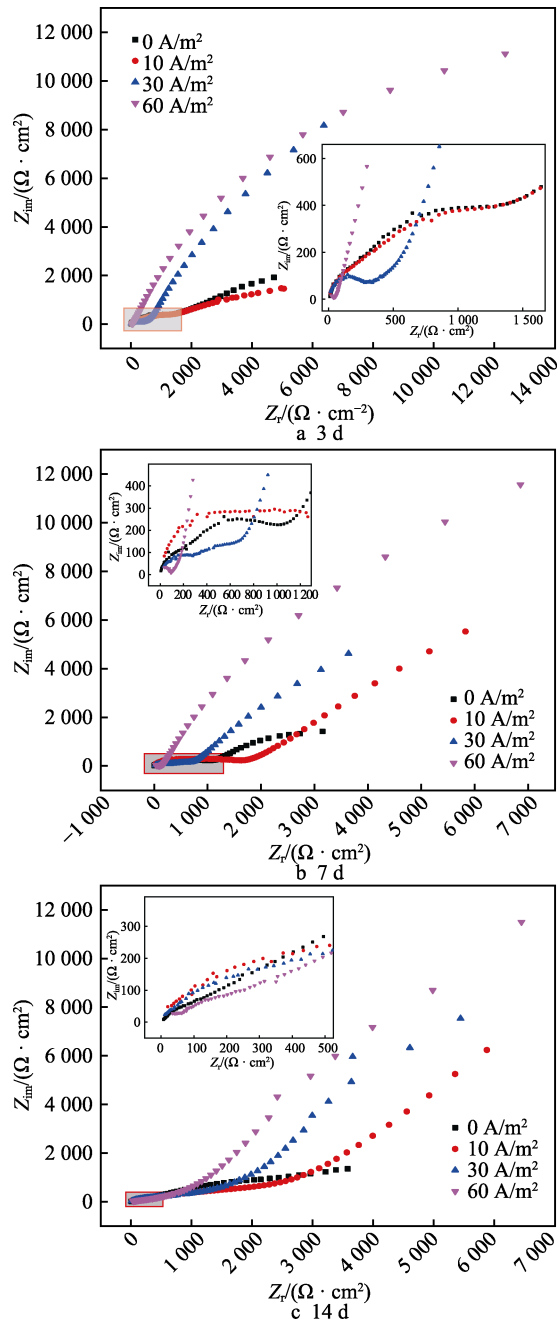 12 000
10 000
8 000
6 000
4 000
2 000
0
Zim/(Ω · cm²)
0 A/m²
10 A/m²
30 A/m²
60 A/m²
600
400
200
0
Zim/(Ω · cm²)
0
500
1 000
1 500
Zr/(Ω · cm²)
0
2 000
4 000
6 000
8 000
10 000
12 000
14 000
Zr/(Ω · cm⁻²)
a 3 d
12 000
10 000
8 000
6 000
4 000
2 000
0
Zim/(Ω · cm²)
400
300
200
100
0
Zim/(Ω · cm²)
0 200 400 600 800 1 000 1 200
Zr/(Ω · cm²)
0 A/m²
10 A/m²
30 A/m²
60 A/m²
−1 000
0
1 000
2 000
3 000
4 000
5 000
6 000
7 000
Zr/(Ω · cm²)
b 7 d
12 000
10 000
8 000
6 000
4 000
2 000
0
Zim/(Ω · cm²)
300
200
100
0
Zim/(Ω · cm²)
0 100 200 300 400 500
Zr/(Ω · cm²)
0 A/m²
10 A/m²
30 A/m²
60 A/m²
0
1 000
2 000
3 000
4 000
5 000
6 000
7 000
Zr/(Ω · cm²)
c 14 d